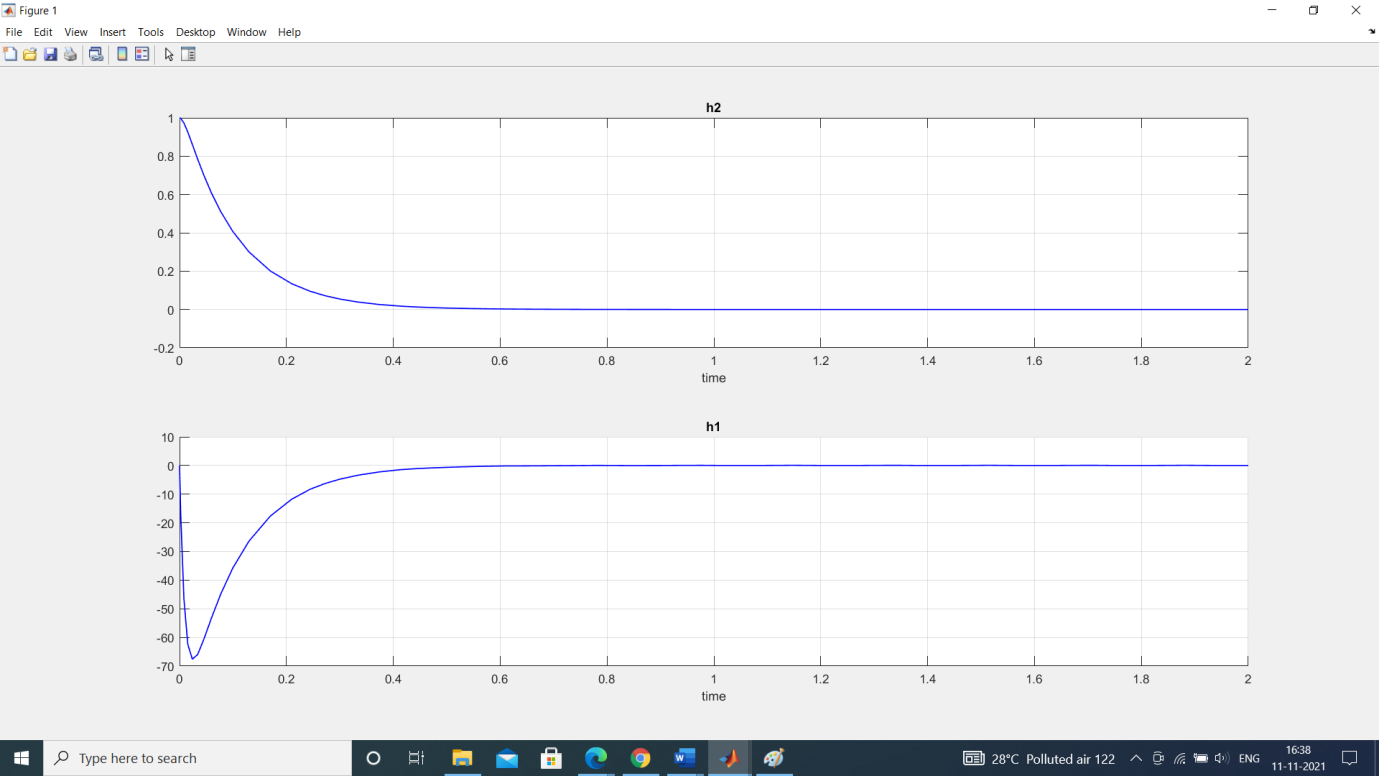 Figure 1
File Edit View Insert Tools Desktop Window Help
h2
1
0.8
0.6
0.4
0.2
0
-0.2
0 0.2 0.4 0.6 0.8 1 1.2 1.4 1.6 1.8 2
time
h1
10
0
-10
-20
-30
-40
-50
-60
-70
0 0.2 0.4 0.6 0.8 1 1.2 1.4 1.6 1.8 2
time
Type here to search
28°C Polluted air 122
ENG
16:38
11-11-2021